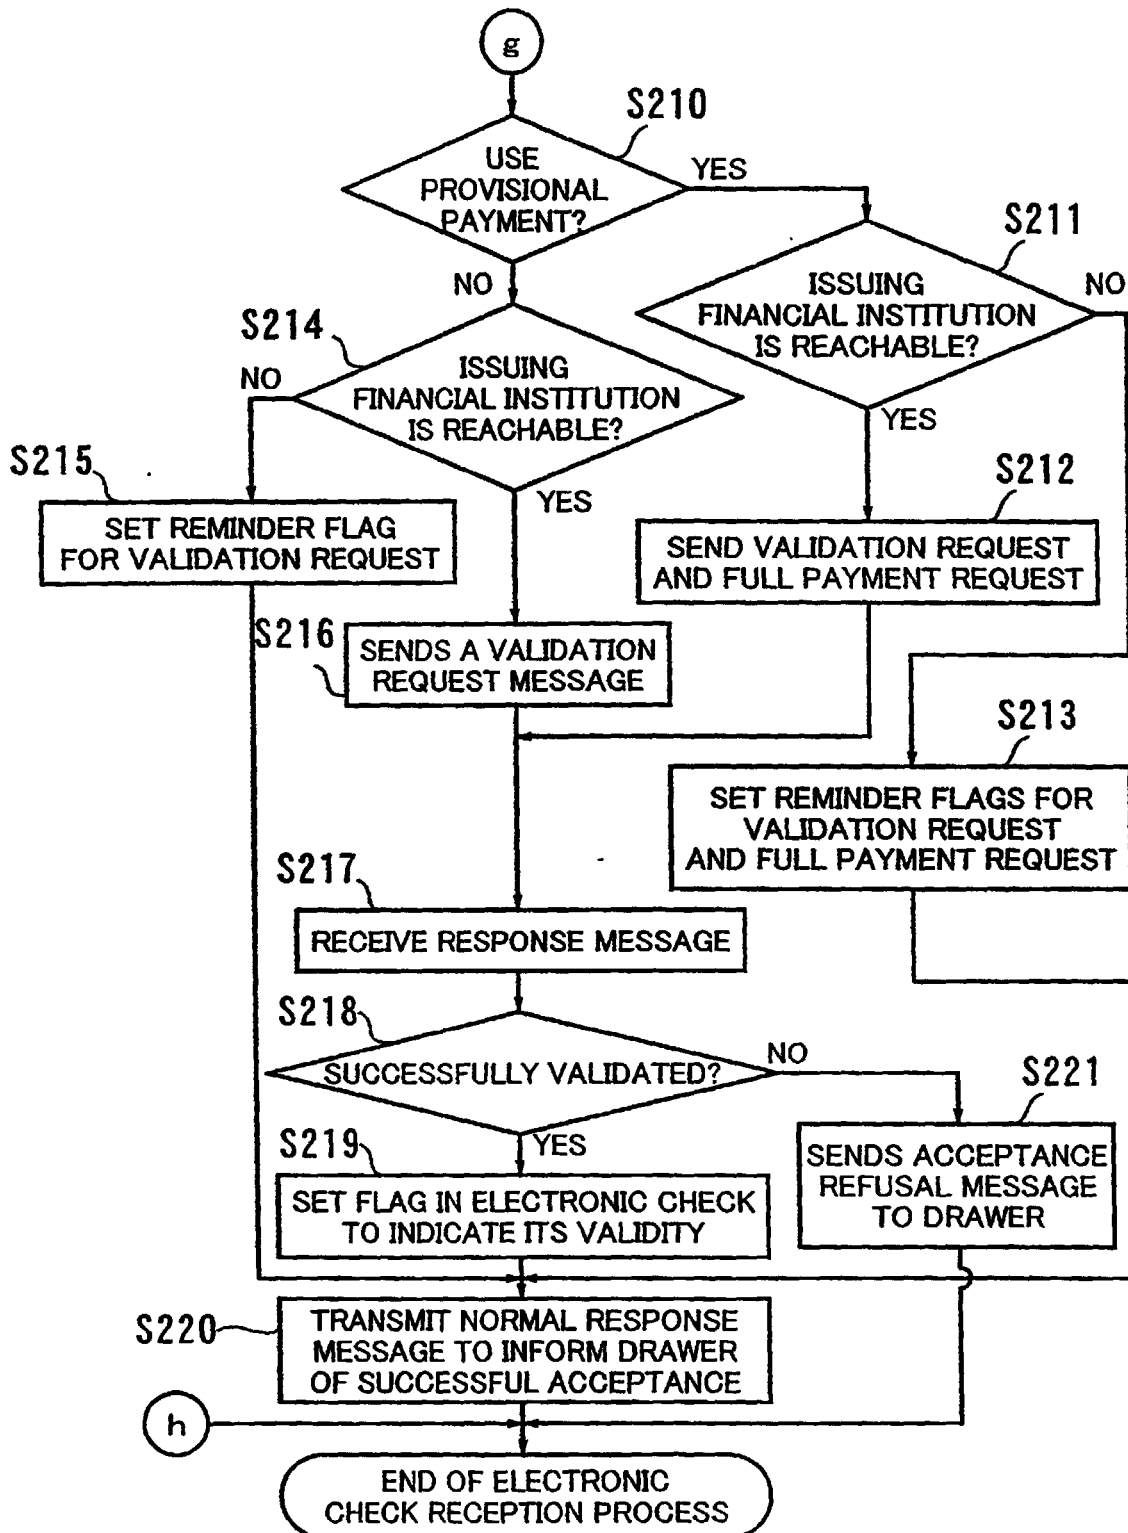 g
S210
USE
PROVISIONAL
PAYMENT?
YES
NO
S211
ISSUING
FINANCIAL INSTITUTION
IS REACHABLE?
NO
YES
S214
ISSUING
FINANCIAL INSTITUTION
IS REACHABLE?
NO
YES
S215
SET REMINDER FLAG
FOR VALIDATION REQUEST
S212
SEND VALIDATION REQUEST
AND FULL PAYMENT REQUEST
S216
SENDS A VALIDATION
REQUEST MESSAGE
S213
SET REMINDER FLAGS FOR
VALIDATION REQUEST
AND FULL PAYMENT REQUEST
S217
RECEIVE RESPONSE MESSAGE
S218
SUCCESSFULLY VALIDATED?
NO
YES
S221
SENDS ACCEPTANCE
REFUSAL MESSAGE
TO DRAWER
S219
SET FLAG IN ELECTRONIC CHECK
TO INDICATE ITS VALIDITY
S220
TRANSMIT NORMAL RESPONSE
MESSAGE TO INFORM DRAWER
OF SUCCESSFUL ACCEPTANCE
h
END OF ELECTRONIC
CHECK RECEPTION PROCESS